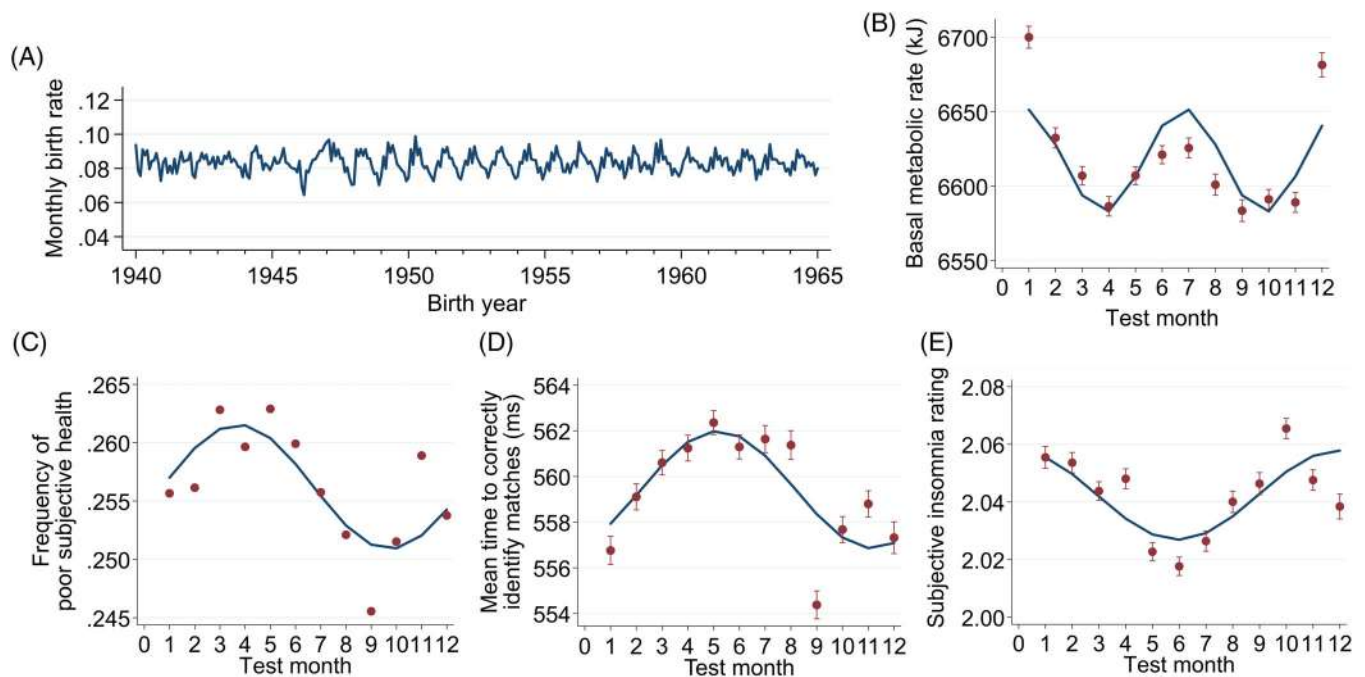 (A)
Monthly birth rate
.12
.10
.08
.06
.04
1940 1945 1950 1955 1960 1965
Birth year
(B)
Basal metabolic rate (kJ)
6700
6650
6600
6550
0 1 2 3 4 5 6 7 8 9 10 11 12
Test month
(C)
Frequency of
poor subjective health
.265
.260
.255
.250
.245
0 1 2 3 4 5 6 7 8 9 10 11 12
Test month
(D)
Mean time to correctly
identify matches (ms)
564
562
560
558
556
554
0 1 2 3 4 5 6 7 8 9 10 11 12
Test month
(E)
Subjective insomnia rating
2.08
2.06
2.04
2.02
2.00
0 1 2 3 4 5 6 7 8 9 10 11 12
Test month